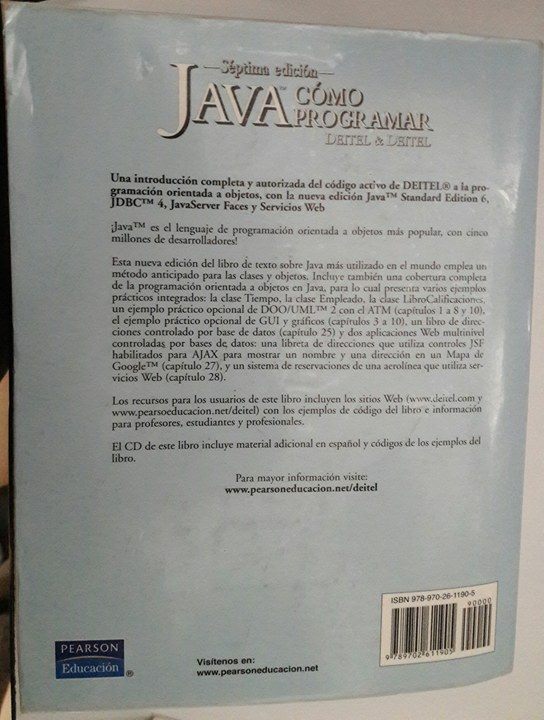 Séptima edición
JAVA™ CÓMO
PROGRAMAR
DEITEL & DEITEL
Una introducción completa y autorizada del código activo de DEITEL® a la pro-
gramación orientada a objetos, con la nueva edición Java™ Standard Edition 6,
JDBC™ 4, JavaServer Faces y Servicios Web
¡Java™ es el lenguaje de programación orientada a objetos más popular, con cinco
millones de desarrolladores!
Esta nueva edición del libro de texto sobre Java más utilizado en el mundo emplea un
método anticipado para las clases y objetos. Incluye también una cobertura completa
de la programación orientada a objetos en Java, para lo cual presenta varios ejemplos
prácticos integrados: la clase Tiempo, la clase Empleado, la clase LibroCalificaciones,
un ejemplo práctico opcional de DOO/UML™ 2 con el ATM (capítulos 1 a 8 y 10),
el ejemplo práctico opcional de GUI y gráficos (capítulos 3 a 10), un libro de direc-
ciones controlado por base de datos (capítulo 25) y dos aplicaciones Web multinivel
controladas por bases de datos: una libreta de direcciones que utiliza controles JSF
habilitados para AJAX para mostrar un nombre y una dirección en un Mapa de
Google™ (capítulo 27), y un sistema de reservaciones de una aerolínea que utiliza ser-
vicios Web (capítulo 28).
Los recursos para los usuarios de este libro incluyen los sitios Web (www.deitel.com y
www.pearsoneducacion.net/deitel) con los ejemplos de código del libro e información
para profesores, estudiantes y profesionales.
El CD de este libro incluye material adicional en español y códigos de los ejemplos del
libro.
Para mayor información visite:
www.pearsoneducacion.net/deitel
ISBN 978-970-26-1190-5
90000
9 789702 611905
PEARSON
Educación ®
Visítenos en:
www.pearsoneducacion.net